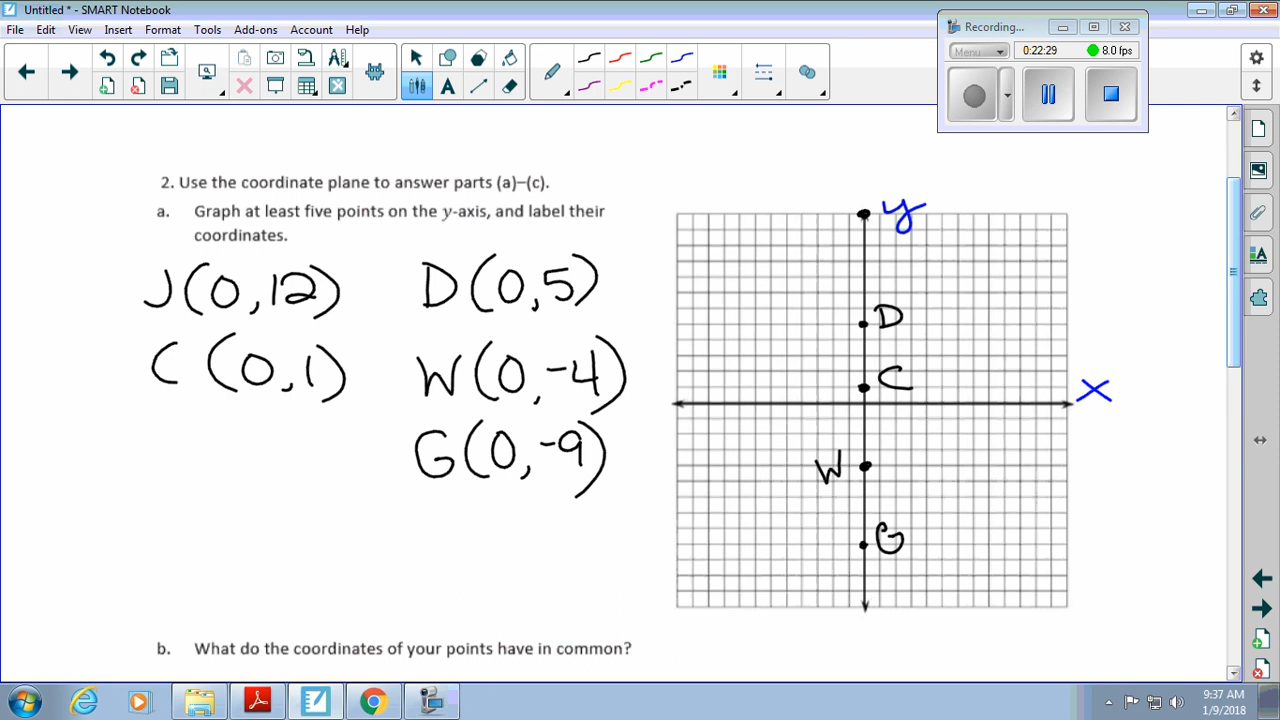 Untitled * - SMART Notebook
File Edit View Insert Format Tools Add-ons Account Help
Recording...
Menu 0:22:29 8.0 fps
2. Use the coordinate plane to answer parts (a)–(c).
a. Graph at least five points on the y-axis, and label their
coordinates.
J(0,12) D(0,5)
C (0,1) W(0,-4)
G(0,-9)
y
D
C
x
W
G
b. What do the coordinates of your points have in common?
9:37 AM
1/9/2018